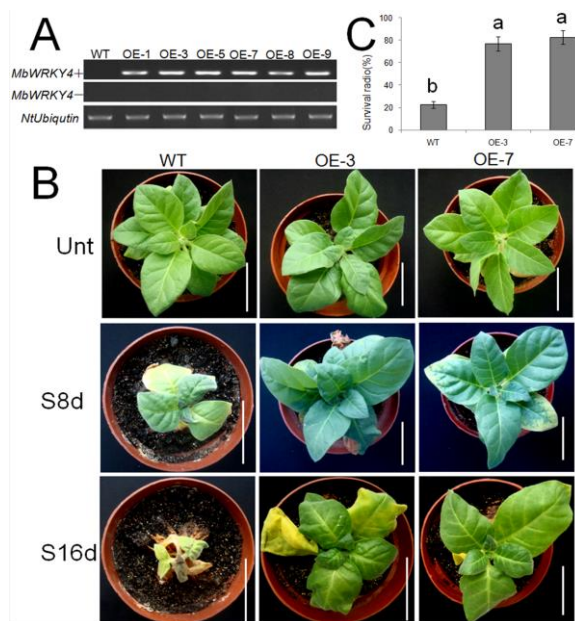 A
WT OE-1 OE-3 OE-5 OE-7 OE-8 OE-9
MbWRKY4+
MbWRKY4—
NtUbiqutin
C
Survival radio(%)
100
80
60
40
20
0
b
a
a
WT OE-3 OE-7
B
WT OE-3 OE-7
Unt
S8d
S16d